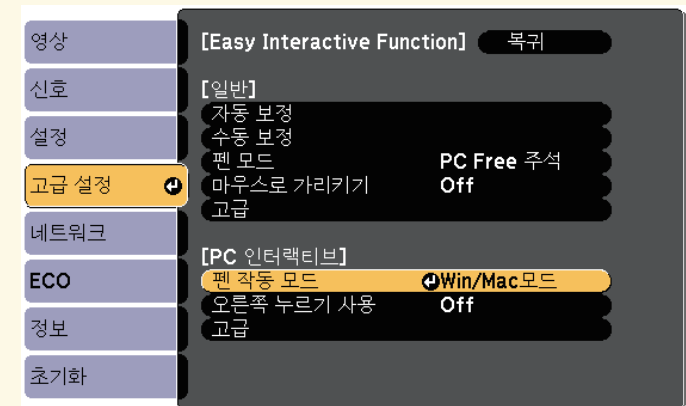 영상
신호
설정
고급 설정
네트워크
ECO
정보
초기화
[Easy Interactive Function] 복귀
[일반]
자동 보정
수동 보정
펜 모드 PC Free 주석
마우스로 가리키기 Off
고급
[PC 인터랙티브]
펜 작동 모드 Win/Mac모드
오른쪽 누르기 사용 Off
고급